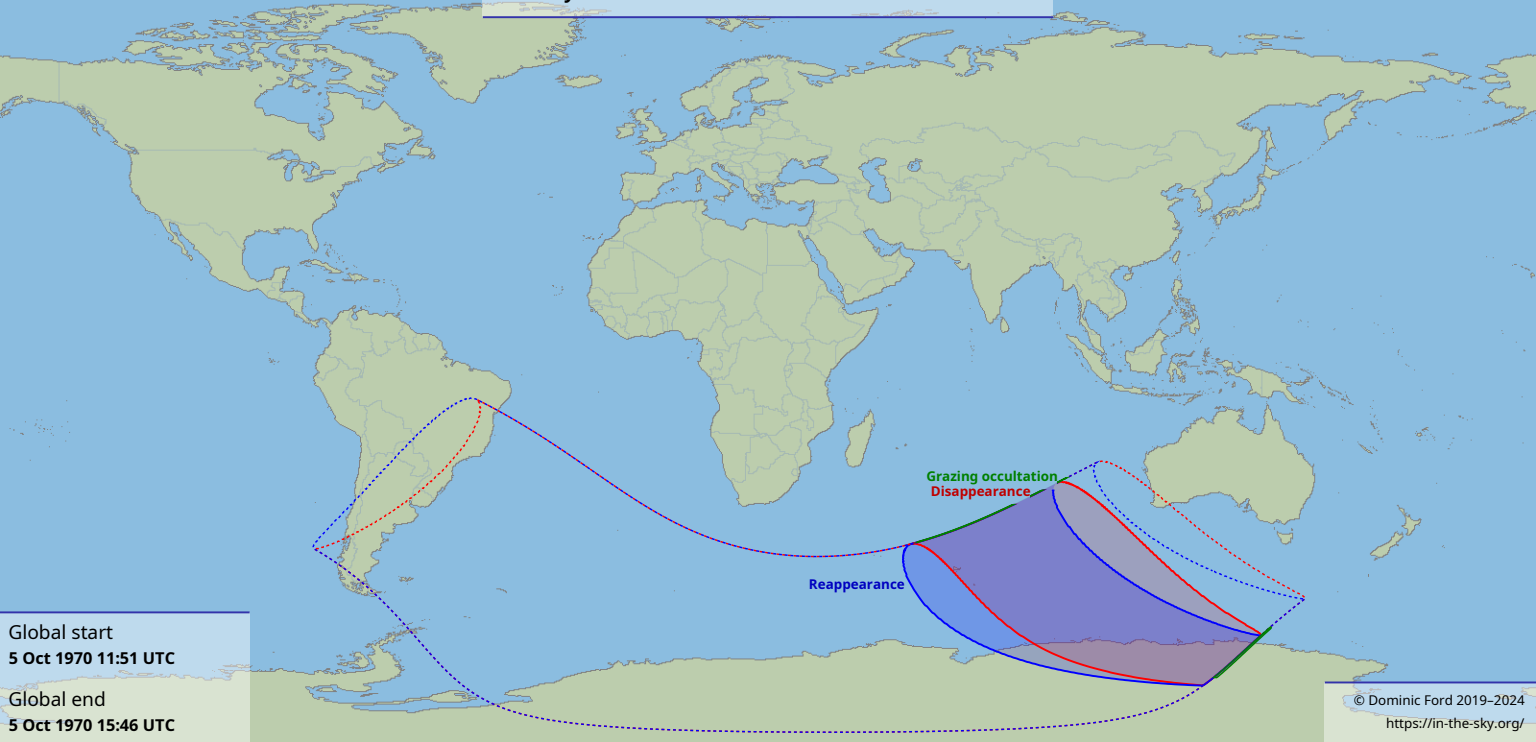 Grazing occultation
Disappearance
Reappearance
Global start
5 Oct 1970 11:51 UTC
Global end
5 Oct 1970 15:46 UTC
© Dominic Ford 2019–2024
https://in-the-sky.org/